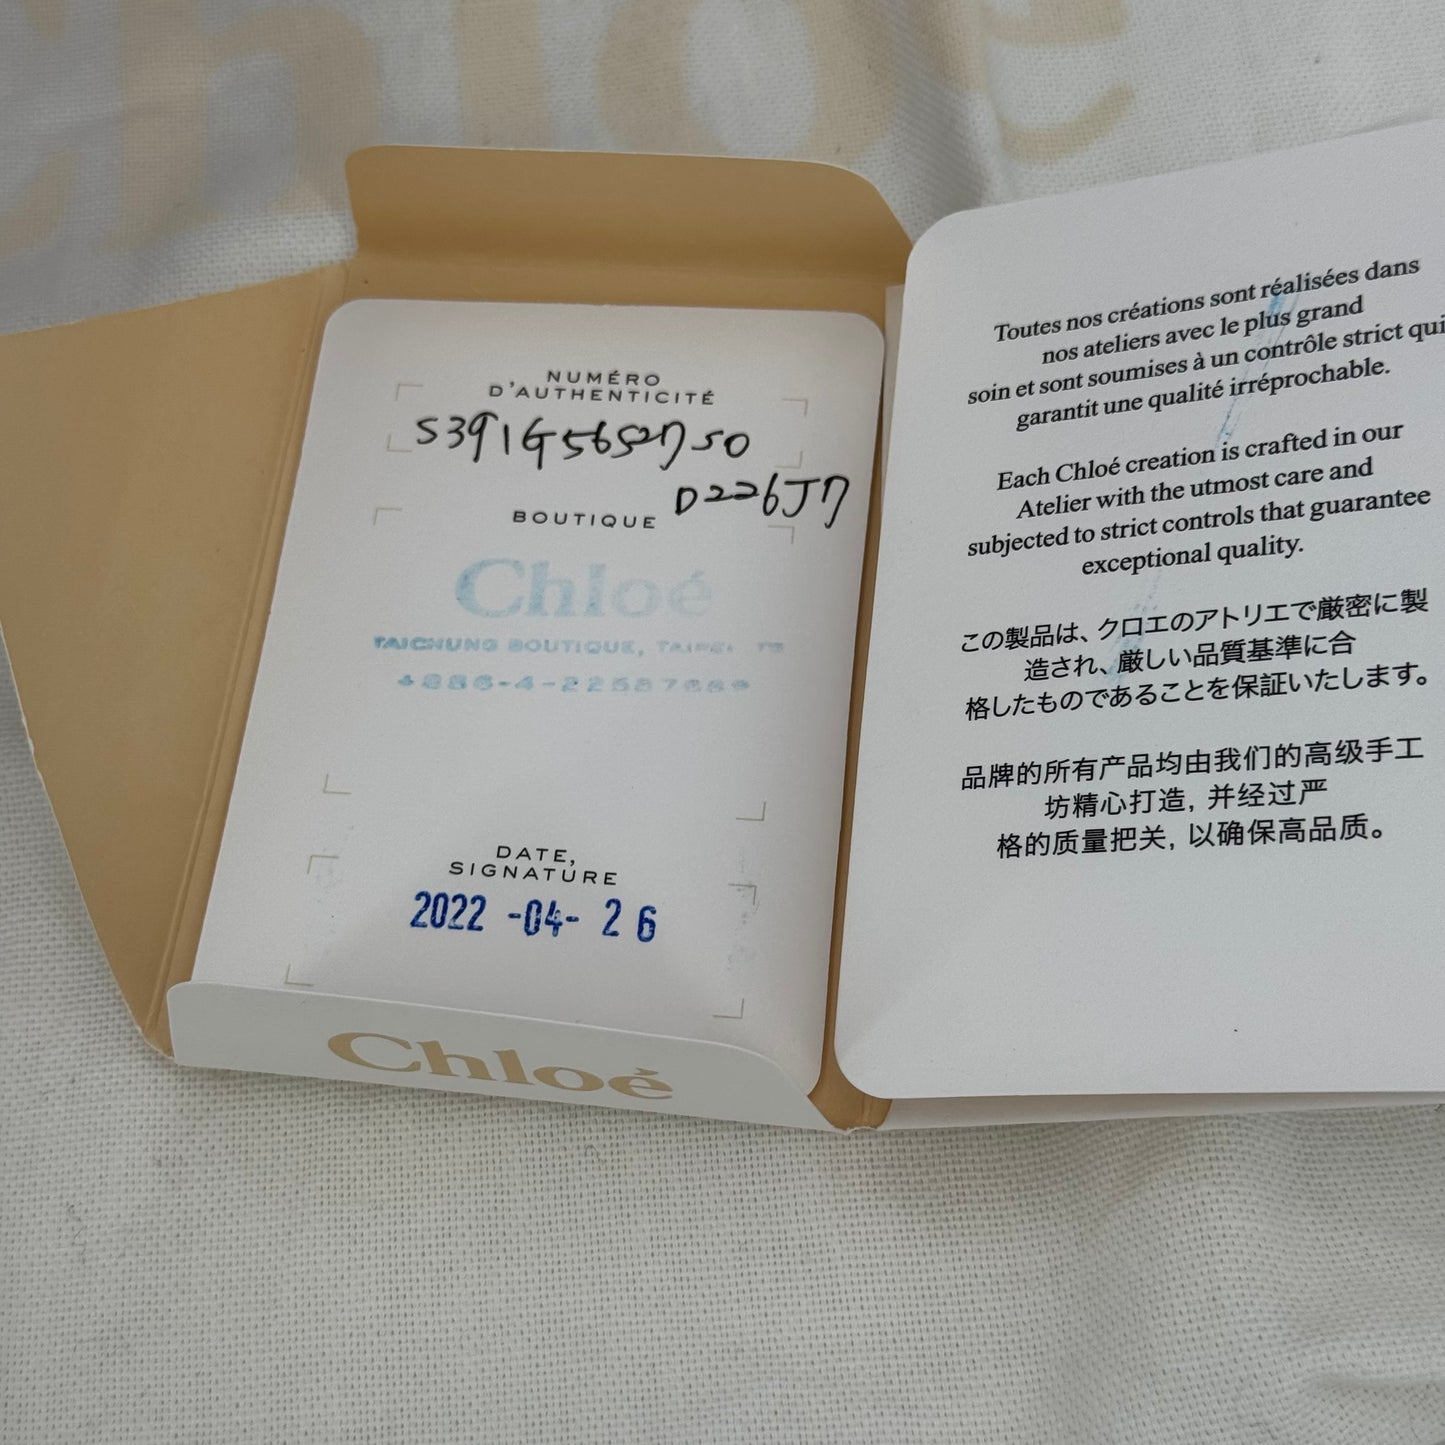 Chloé
NUMÉRO
D'AUTHENTICITÉ
S391G56S2750
D226J7
BOUTIQUE
Chloé
TAICHUNG BOUTIQUE,
DATE,
SIGNATURE
2022 -04- 26
Chloé
Toutes nos créations sont réalisées dans
nos ateliers avec le plus grand
soin et sont soumises à un contrôle strict qui
garantit une qualité irréprochable.
Each Chloé creation is crafted in our
Atelier with the utmost care and
subjected to strict controls that guarantee
exceptional quality.
この製品は、クロエのアトリエで厳密に製
造され、厳しい品質基準に合
格したものであることを保証いたします。
品牌的所有产品均由我们的高级手工
坊精心打造, 并经过严
格的质量把关, 以确保高品质。